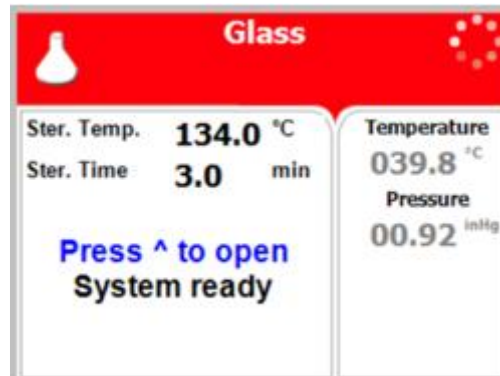 Glass
Ster. Temp. 134.0 °C
Ster. Time 3.0 min
Press ^ to open
System ready
Temperature
039.8 °C
Pressure
00.92 inHg